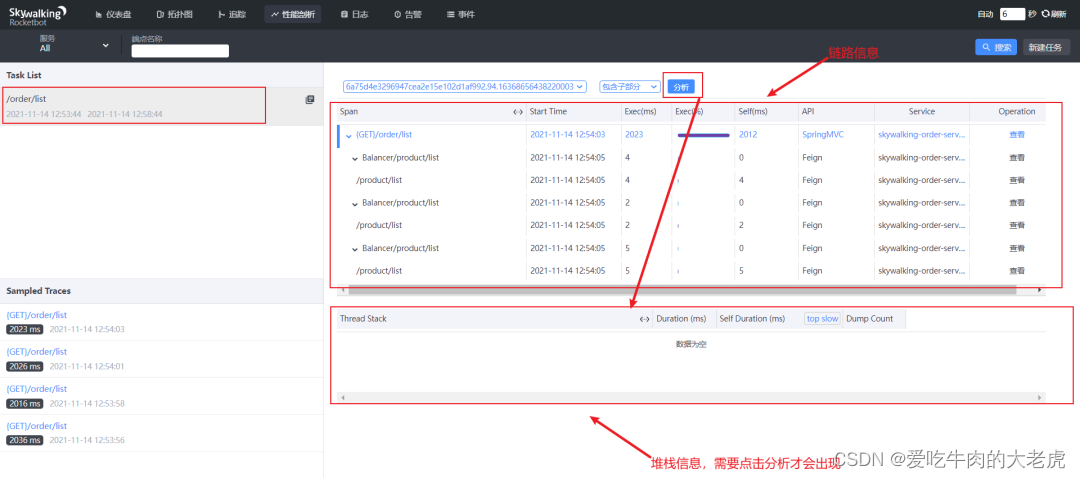 Skywalking
Rocketbot
仪表盘 拓扑图 追踪 性能剖析 日志 告警 事件 自动 6 秒 刷新
服务
All
端点名称
搜索 新建任务
链路信息
Task List
/order/list
2021-11-14 12:53:44 2021-11-14 12:58:44
6a75d4e3296947cea2e15e102d1af992.94.16368656438220003 包含子部分 分析
Span Start Time Exec(ms) Exec(%) Self(ms) API Service Operation
{GET}/order/list 2021-11-14 12:54:03 2023 2012 SpringMVC skywalking-order-serv... 查看
Balancer/product/list 2021-11-14 12:54:05 4 0 Feign skywalking-order-serv... 查看
/product/list 2021-11-14 12:54:05 4 4 Feign skywalking-order-serv... 查看
Balancer/product/list 2021-11-14 12:54:05 2 0 Feign skywalking-order-serv... 查看
/product/list 2021-11-14 12:54:05 2 2 Feign skywalking-order-serv... 查看
Balancer/product/list 2021-11-14 12:54:05 5 0 Feign skywalking-order-serv... 查看
/product/list 2021-11-14 12:54:05 5 5 Feign skywalking-order-serv... 查看
Sampled Traces
{GET}/order/list
2023 ms 2021-11-14 12:54:03
{GET}/order/list
2026 ms 2021-11-14 12:54:01
{GET}/order/list
2016 ms 2021-11-14 12:53:58
{GET}/order/list
2036 ms 2021-11-14 12:53:56
Thread Stack Duration (ms) Self Duration (ms) top slow Dump Count
数据为空
堆栈信息，需要点击分析才会出现
CSDN @爱吃牛肉的大老虎